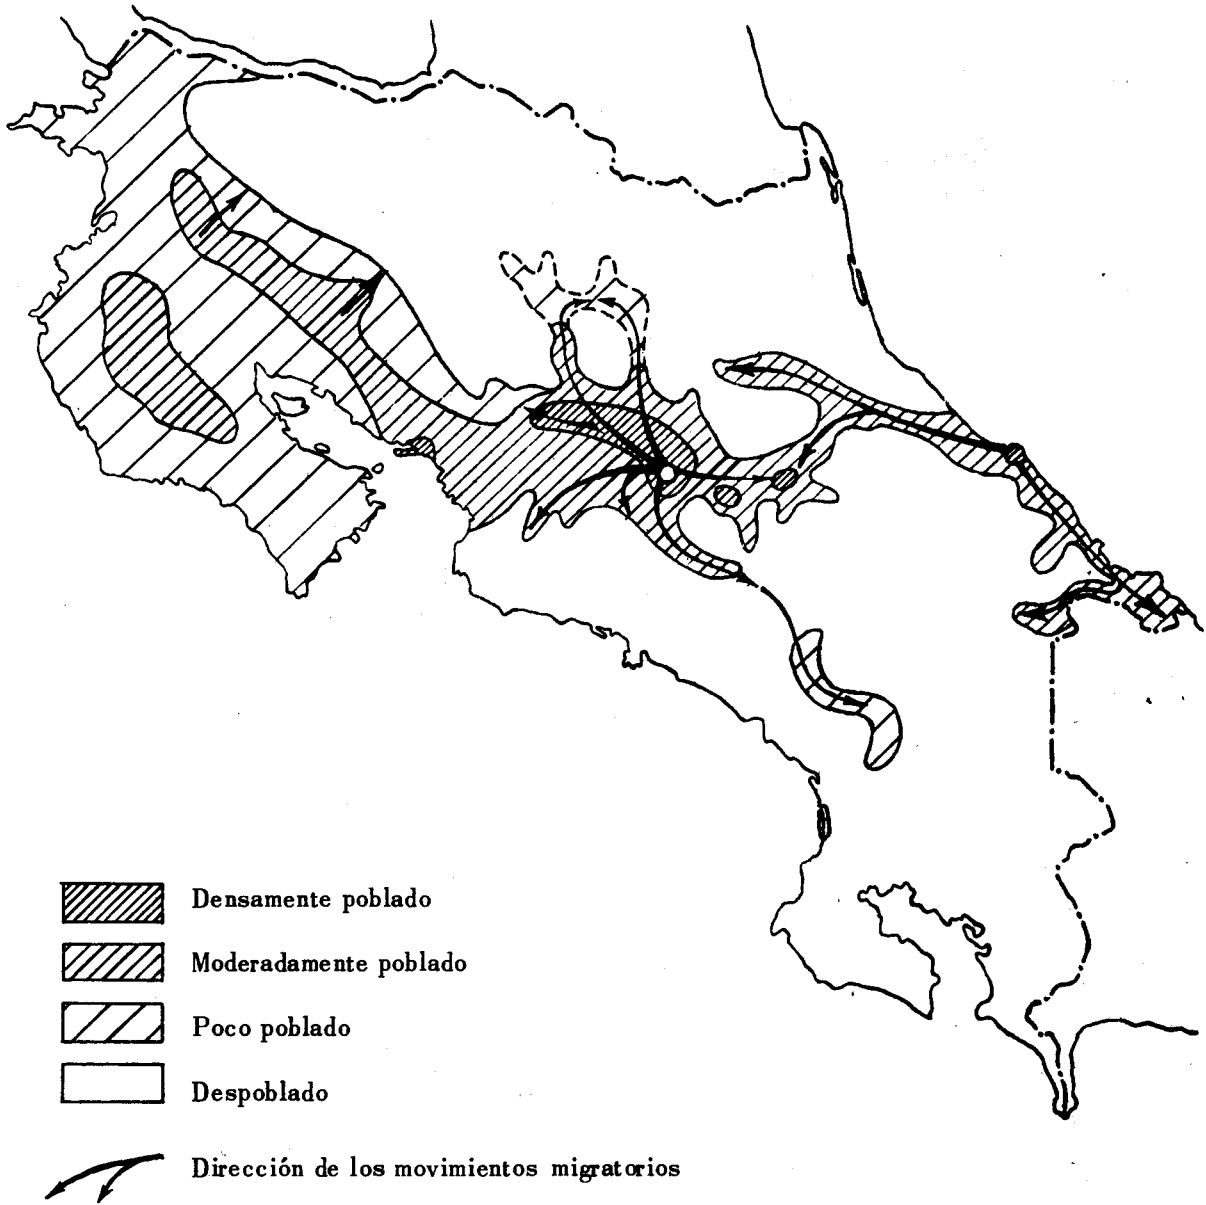 Densamente poblado
Moderadamente poblado
Poco poblado
Despoblado
Dirección de los movimientos migratorios